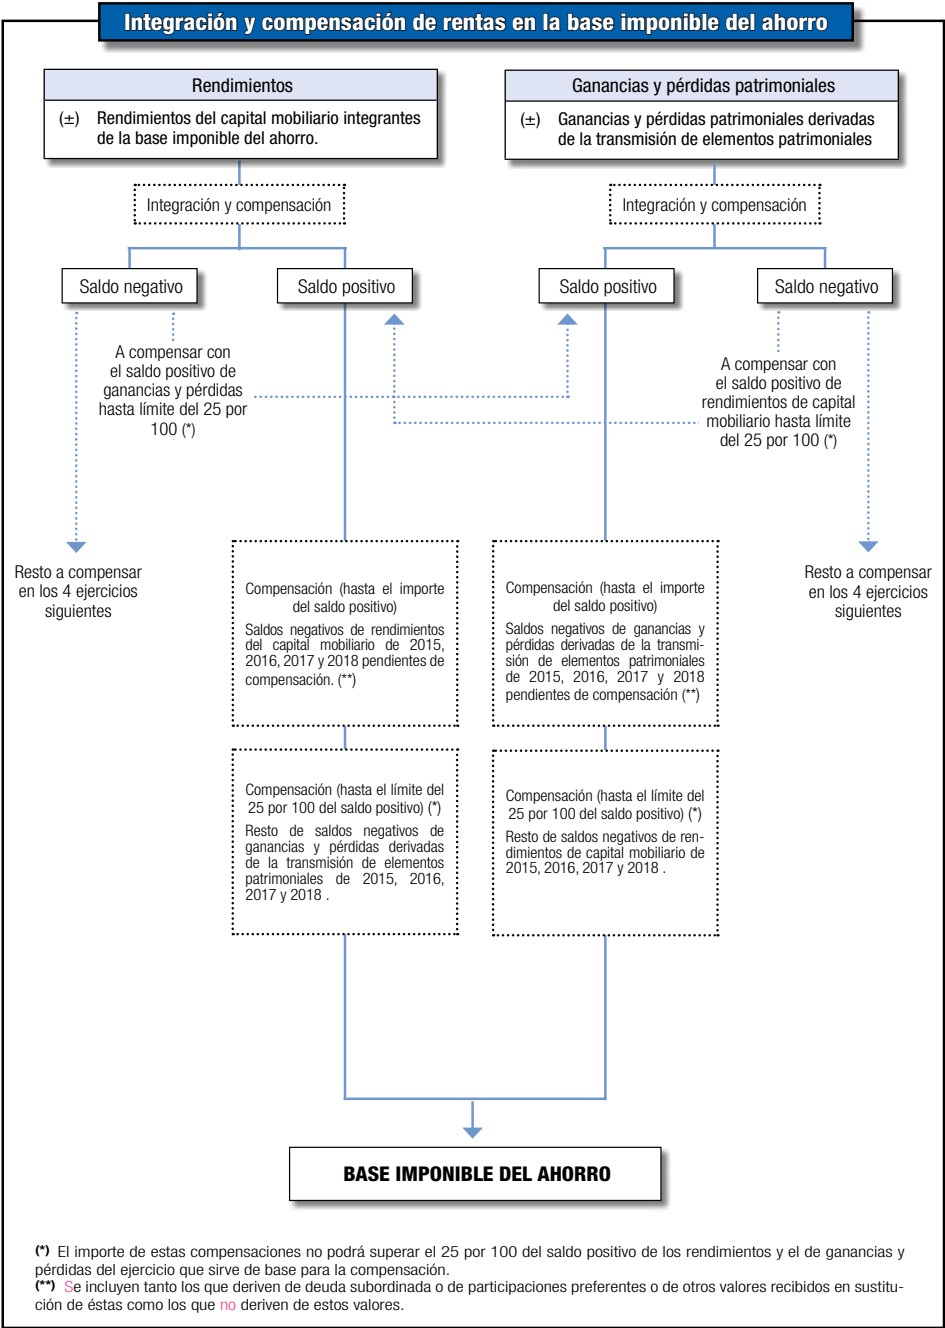 Integración y compensación de rentas en la base imponible del ahorro
Rendimientos
(±) Rendimientos del capital mobiliario integrantes
de la base imponible del ahorro.
Ganancias y pérdidas patrimoniales
(±) Ganancias y pérdidas patrimoniales derivadas
de la transmisión de elementos patrimoniales
Integración y compensación
Integración y compensación
Saldo negativo
Saldo positivo
Saldo positivo
Saldo negativo
A compensar con
el saldo positivo de
ganancias y pérdidas
hasta límite del 25 por
100 (*)
A compensar con
el saldo positivo de
rendimientos de capital
mobiliario hasta límite
del 25 por 100 (*)
Resto a compensar
en los 4 ejercicios
siguientes
Compensación (hasta el importe
del saldo positivo)
Saldos negativos de rendimientos
del capital mobiliario de 2015,
2016, 2017 y 2018 pendientes de
compensación. (**)
Compensación (hasta el importe
del saldo positivo)
Saldos negativos de ganancias y
pérdidas derivadas de la transmi-
sión de elementos patrimoniales
de 2015, 2016, 2017 y 2018
pendientes de compensación (**)
Resto a compensar
en los 4 ejercicios
siguientes
Compensación (hasta el límite del
25 por 100 del saldo positivo) (*)
Resto de saldos negativos de
ganancias y pérdidas derivadas
de la transmisión de elementos
patrimoniales de 2015, 2016,
2017 y 2018 .
Compensación (hasta el límite del
25 por 100 del saldo positivo) (*)
Resto de saldos negativos de ren-
dimientos de capital mobiliario de
2015, 2016, 2017 y 2018 .
BASE IMPONIBLE DEL AHORRO
(*) El importe de estas compensaciones no podrá superar el 25 por 100 del saldo positivo de los rendimientos y el de ganancias y
pérdidas del ejercicio que sirve de base para la compensación.
(**) Se incluyen tanto los que derivan de deuda subordinada o de participaciones preferentes o de otros valores recibidos en sustitu-
ción de éstas como los que no deriven de estos valores.